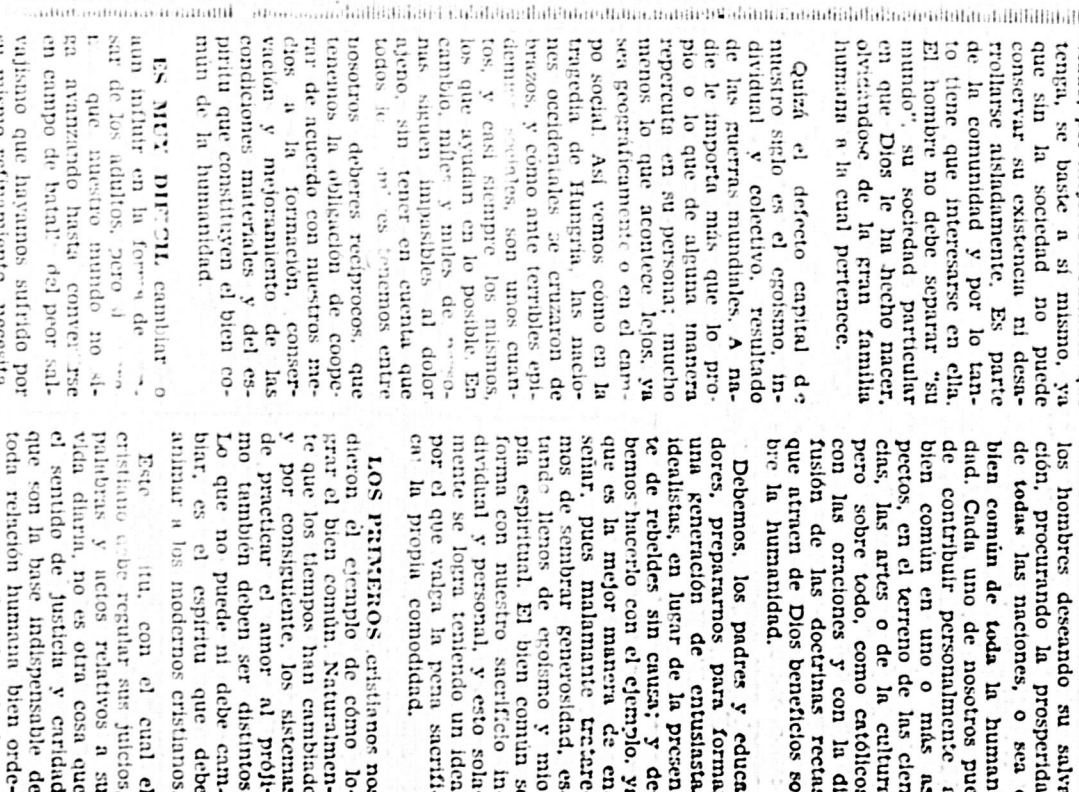 tenga, se baste a sí mismo, ya
que sin la sociedad no puede
conservar su existencia ni desa-
rrollarse aisladamente. Es parte
de la comunidad y por lo tan-
to tiene que interesarse en ella.
El hombre no debe separar "su
mundo", su sociedad particular
en que Dios le ha hecho nacer,
olvidándose de la gran familia
humana a la cual pertenece.
Quizá el defecto capital de
nuestro siglo es el egoísmo, in-
dividual y colectivo, resultado
de las guerras mundiales. A na-
die le importa más que lo pro-
pio o lo que de alguna manera
repercuta en su persona; mucho
menos lo que acontece lejos, ya
sea geográficamente o en el cam-
po social. Así vemos cómo en la
tragedia de Hungría, las nacio-
nes occidentales se cruzaron de
brazos, y cómo ante terribles epi-
sociales, son unos cuan-
tos, y casi siempre los mismos,
los que ayudan en lo posible. En
cambio, miles y miles de
nas siguen impasibles al dolor
ajeno, sin tener en cuenta que
todos tenemos entre
nosotros deberes recíprocos, que
tenemos la obligación de coope-
rar de acuerdo con nuestros me-
dios a la formación, conser-
vación y mejoramiento de las
condiciones materiales y del es-
píritu que constituyen el bien co-
mún de la humanidad.
ES MUY cambiar o
aun influir en la forma de
sar de los adultos, pero si
que nuestro mundo no si-
ga avanzando hasta
en campo de del peor sal-
vajismo que hayamos sufrido por
su mismo refinamiento, necesita
los hombres deseando su salva
ción, procurando la prosperida
de todas las naciones, o sea e
bien común de toda la human
dad. Cada uno de nosotros pue
de contribuir personalmente
bien común en uno o más as
pectos, en el terreno de las cien
cias, las artes o de la cultura
pero sobre todo, como católicos
con las oraciones y con la di
fusión de las doctrinas rectas
que atraen de Dios beneficios so
bre la humanidad.
Debemos, los padres y educa
dores, prepararnos para forma
una generación de entusiasta
idealistas, en lugar de la presen
te de rebeldes sin causa; y de
bemos hacerlo con el ejemplo, ya
que es la mejor manera de en
señar, pues malamente tratare
mos de sembrar generosidad, es
tando llenos de egoísmo y mio
pía espiritual. El bien común se
forma con nuestro sacrificio in
dividual y personal, y esto sola
mente se logra teniendo un idea
por el que valga la pena sacrifi
car la propia comodidad.
LOS PRIMEROS cristianos nos
dieron el ejemplo de cómo lo-
grar el bien común. Naturalmen-
te que los tiempos han cambiado
y por consiguiente, los sistemas
de practicar el amor al próji-
mo también deben ser distintos
Lo que no puede ni debe cam-
biar, es el espíritu que debe
animar a los modernos cristianos.
Este con el cual el
cristiano debe regular sus juicios,
palabras y actos relativos a su
vida diaria, no es otra cosa que
el sentido de justicia y caridad
que son la base indispensable de
toda relación humana bien orde-